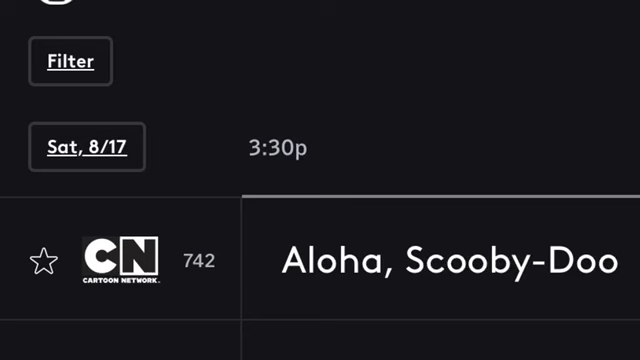 Filter
Sat, 8/17
3:30p
CN
CARTOON NETWORK
742
Aloha, Scooby-Doo